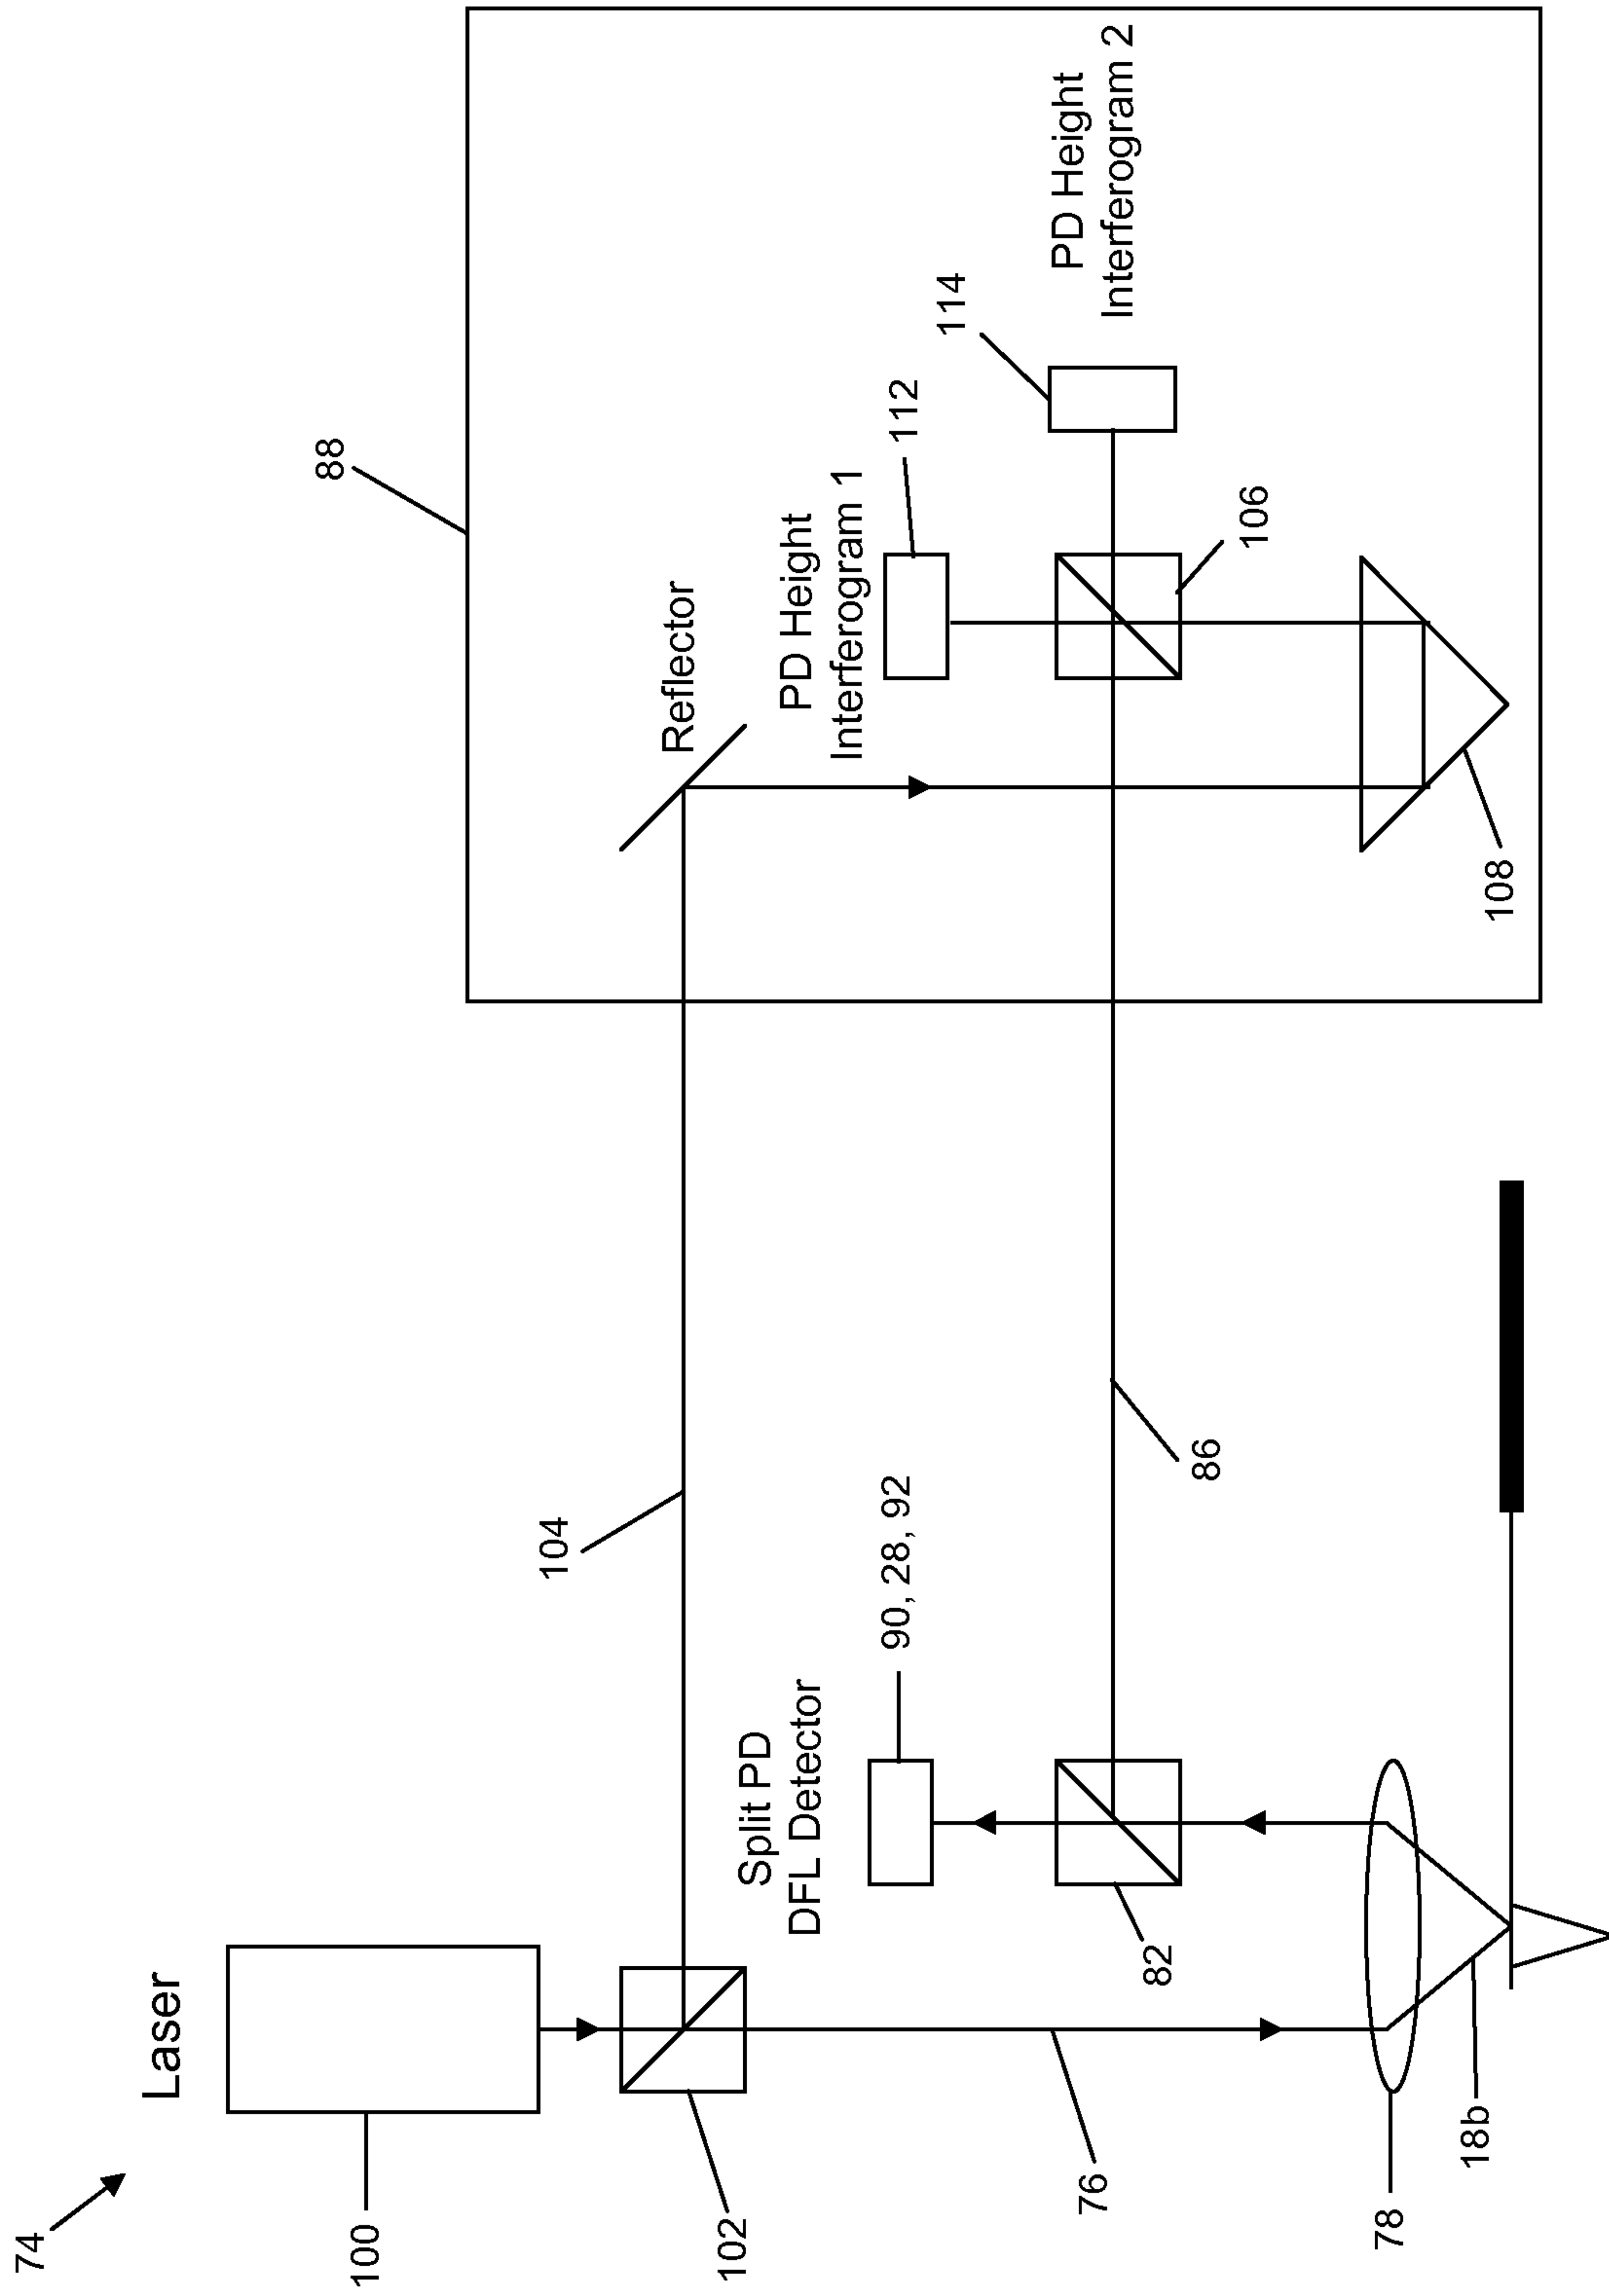 74
Laser
100
102
104
Reflector
88
Split PD
DFL Detector
90, 28, 92
PD Height
Interferogram 1
112
114
PD Height
Interferogram 2
76
82
86
106
78
18b
108